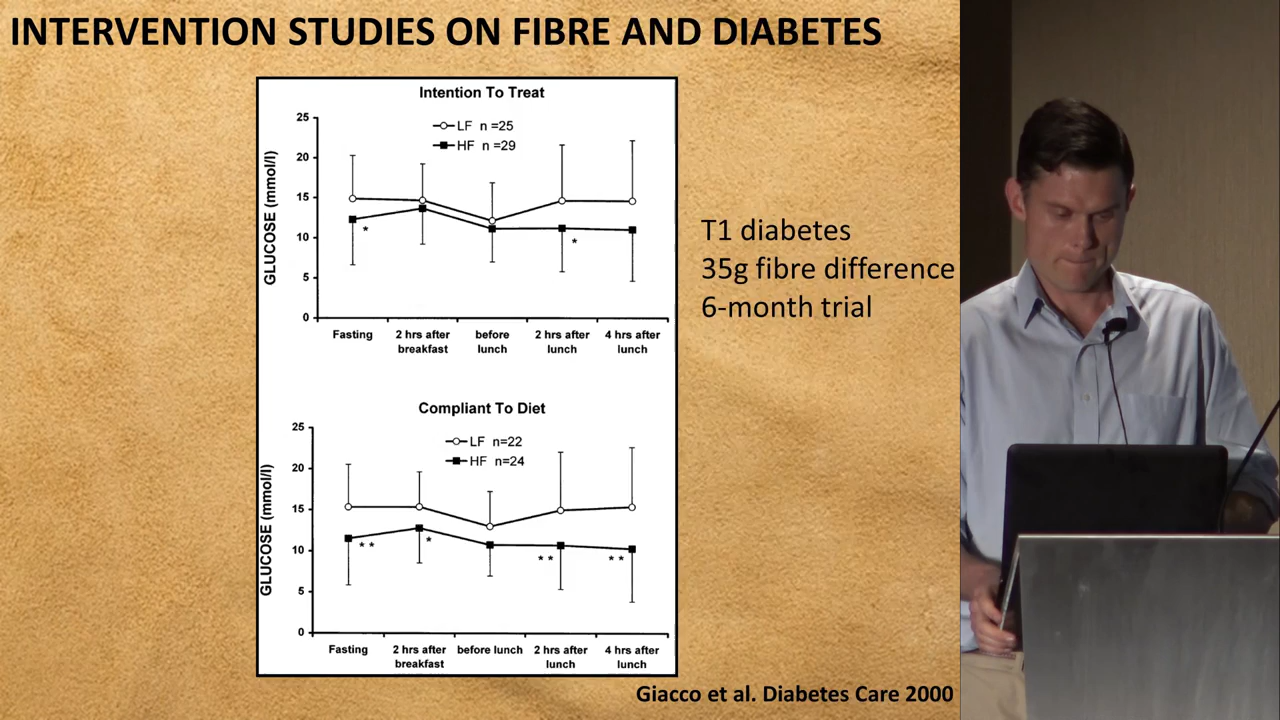 INTERVENTION STUDIES ON FIBRE AND DIABETES
Intention To Treat
LF n =25
HF n =29
GLUCOSE (mmol/l)
25
20
15
10
5
0
*
*
Fasting
2 hrs after breakfast
before lunch
2 hrs after lunch
4 hrs after lunch
T1 diabetes
35g fibre difference
6-month trial
Compliant To Diet
LF n=22
HF n=24
GLUCOSE (mmol/l)
25
20
15
10
5
0
* *
*
* *
* *
Fasting
2 hrs after breakfast
before lunch
2 hrs after lunch
4 hrs after lunch
Giacco et al. Diabetes Care 2000